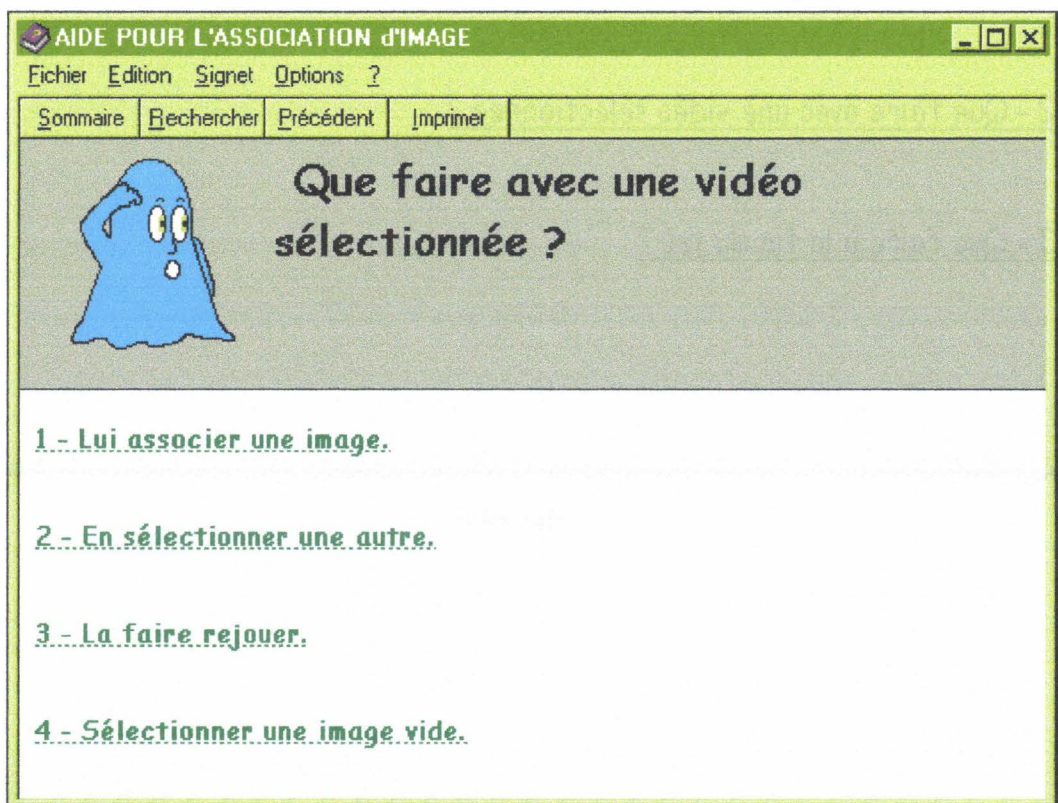 AIDE POUR L'ASSOCIATION d'IMAGE
Fichier Edition Signet Options ?
Sommaire Rechercher Précédent Imprimer
Que faire avec une vidéo
sélectionnée ?
1 - Lui associer une image.
2 - En sélectionner une autre.
3 - La faire rejouer.
4 - Sélectionner une image vide.